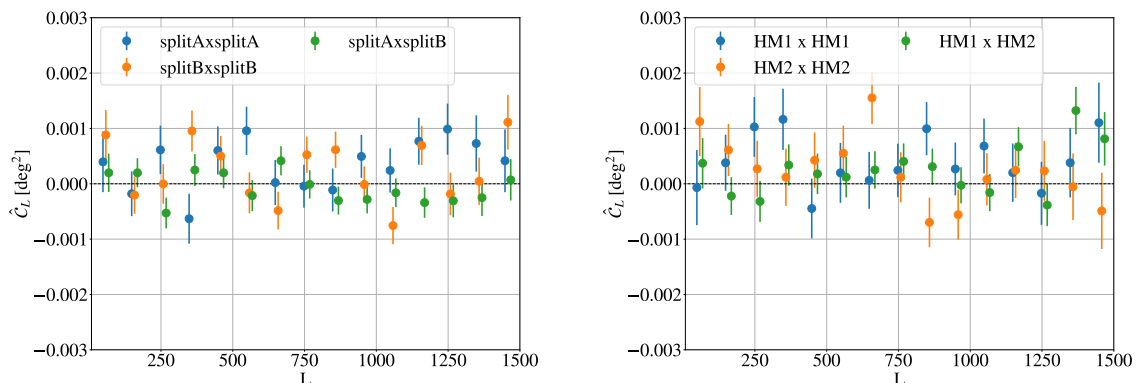 0.003
0.002
0.001
0.000
−0.001
−0.002
−0.003
Ĉ_L [deg²]
splitAxsplitA
splitBxsplitB
splitAxsplitB
250 500 750 1000 1250 1500
L
0.003
0.002
0.001
0.000
−0.001
−0.002
−0.003
Ĉ_L [deg²]
HM1 x HM1
HM2 x HM2
HM1 x HM2
250 500 750 1000 1250 1500
L